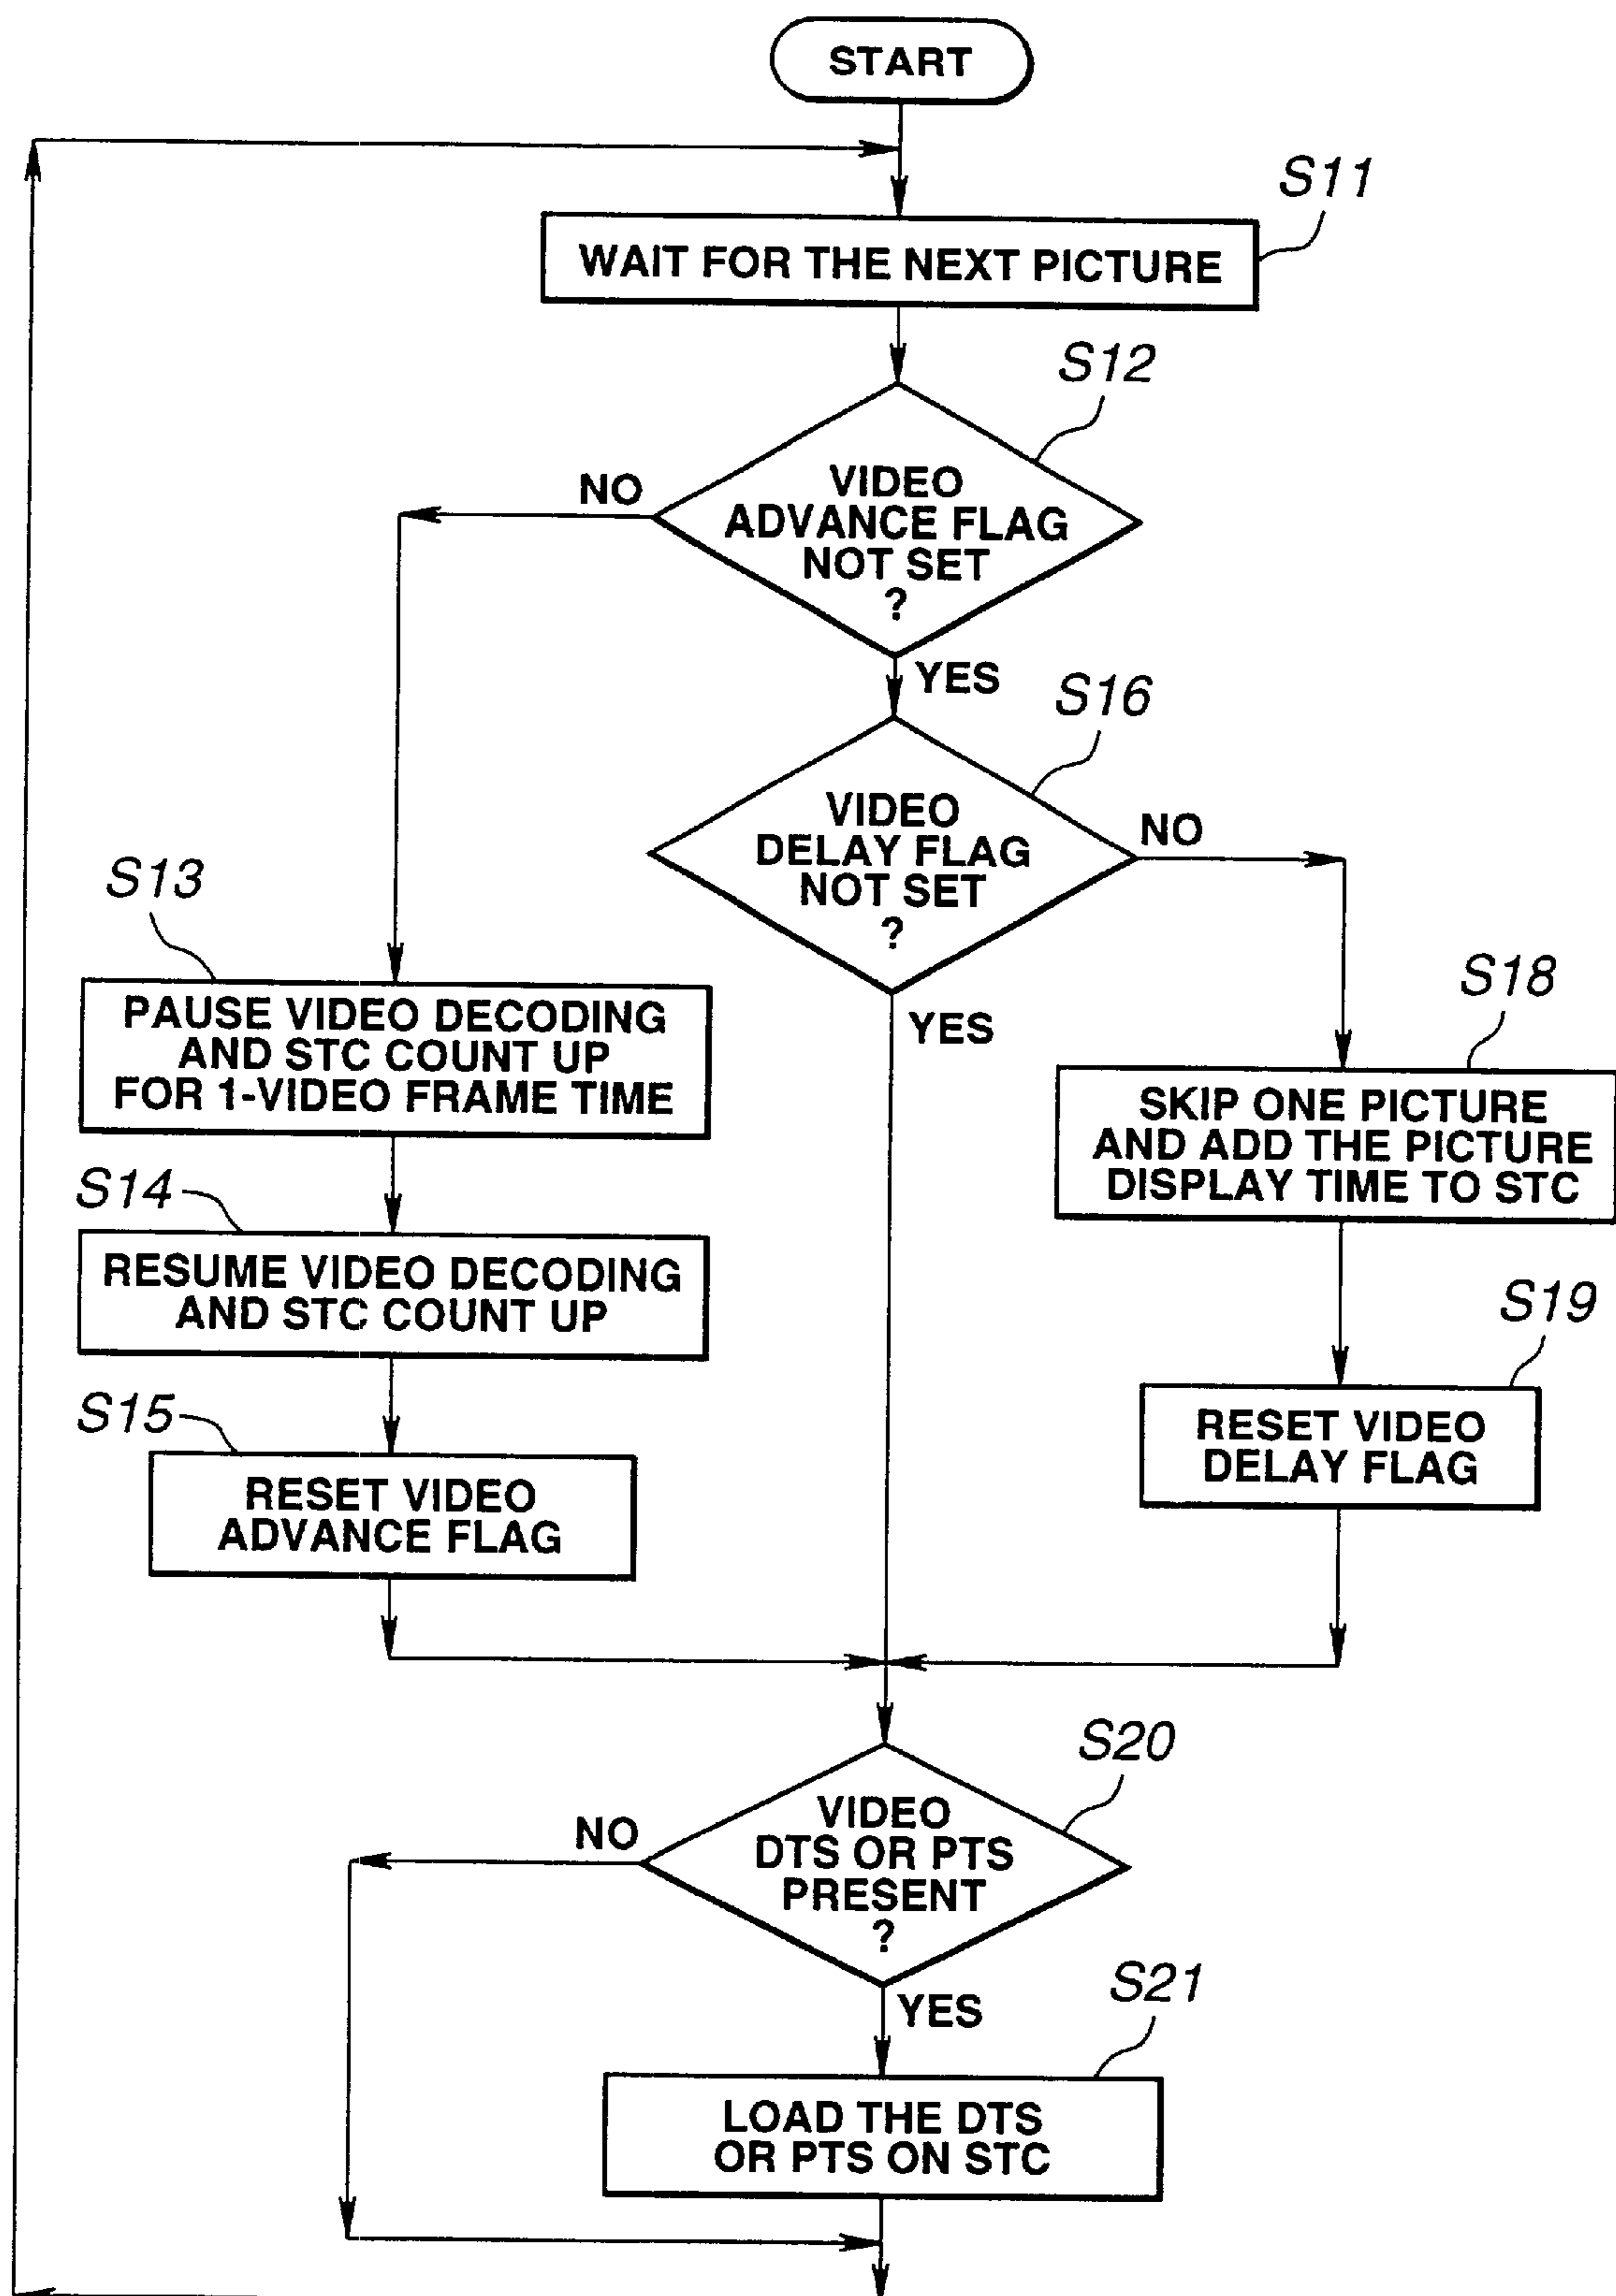 START
S11
WAIT FOR THE NEXT PICTURE
S12
NO
VIDEO
ADVANCE FLAG
NOT SET
?
YES
S16
VIDEO
DELAY FLAG
NOT SET
?
NO
YES
S13
PAUSE VIDEO DECODING
AND STC COUNT UP
FOR 1-VIDEO FRAME TIME
S18
SKIP ONE PICTURE
AND ADD THE PICTURE
DISPLAY TIME TO STC
S14
RESUME VIDEO DECODING
AND STC COUNT UP
S19
RESET VIDEO
DELAY FLAG
S15
RESET VIDEO
ADVANCE FLAG
S20
NO
VIDEO
DTS OR PTS
PRESENT
?
YES
S21
LOAD THE DTS
OR PTS ON STC